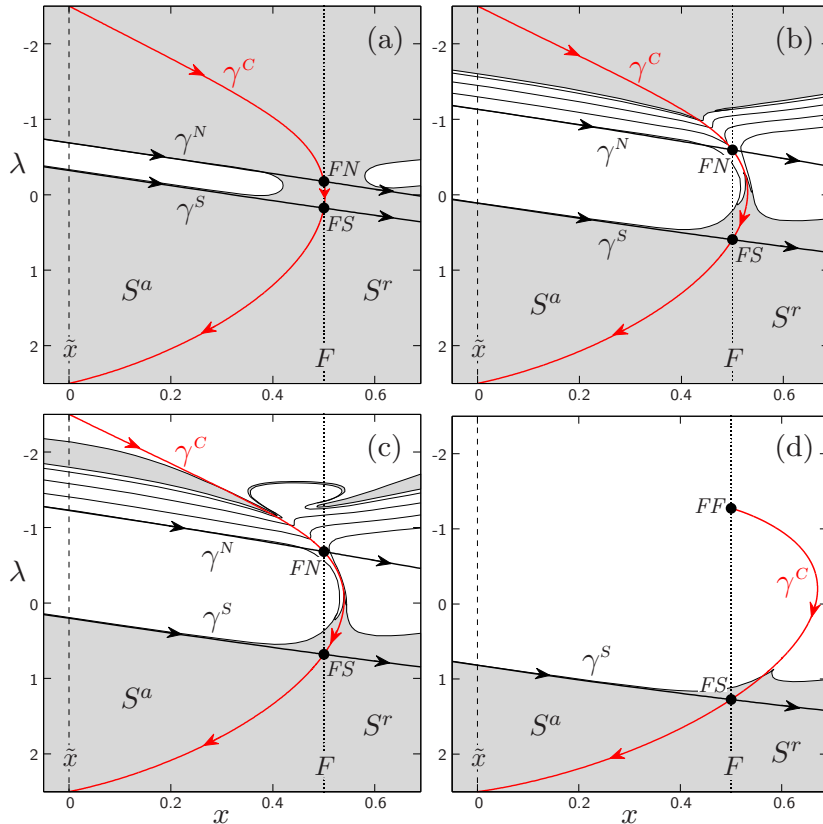 -2
-1
0
1
2
λ
(a)
γ^C
γ^N
FN
γ^S
FS
S^a
S^r
x̃
F
0
0.2
0.4
0.6
-2
-1
0
1
2
(b)
γ^C
γ^N
FN
γ^S
FS
S^a
S^r
x̃
F
0
0.2
0.4
0.6
-2
-1
0
1
2
λ
(c)
γ^C
γ^N
FN
γ^S
FS
S^a
S^r
x̃
F
0
0.2
x
0.4
0.6
-2
-1
0
1
2
(d)
FF
γ^C
γ^S
FS
S^a
S^r
x̃
F
0
0.2
x
0.4
0.6